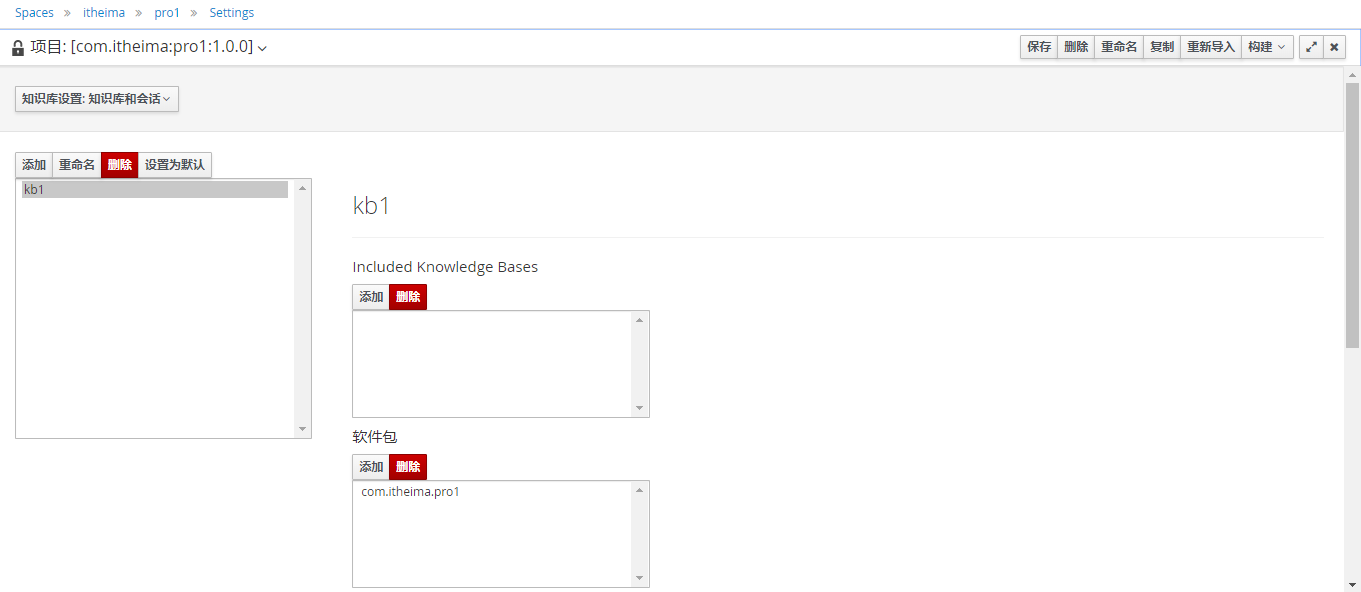 Spaces » itheima » pro1 » Settings
项目: [com.itheima:pro1:1.0.0]
保存 删除 重命名 复制 重新导入 构建
知识库设置: 知识库和会话
添加 重命名 删除 设置为默认
kb1
kb1
Included Knowledge Bases
添加 删除
软件包
添加 删除
com.itheima.pro1